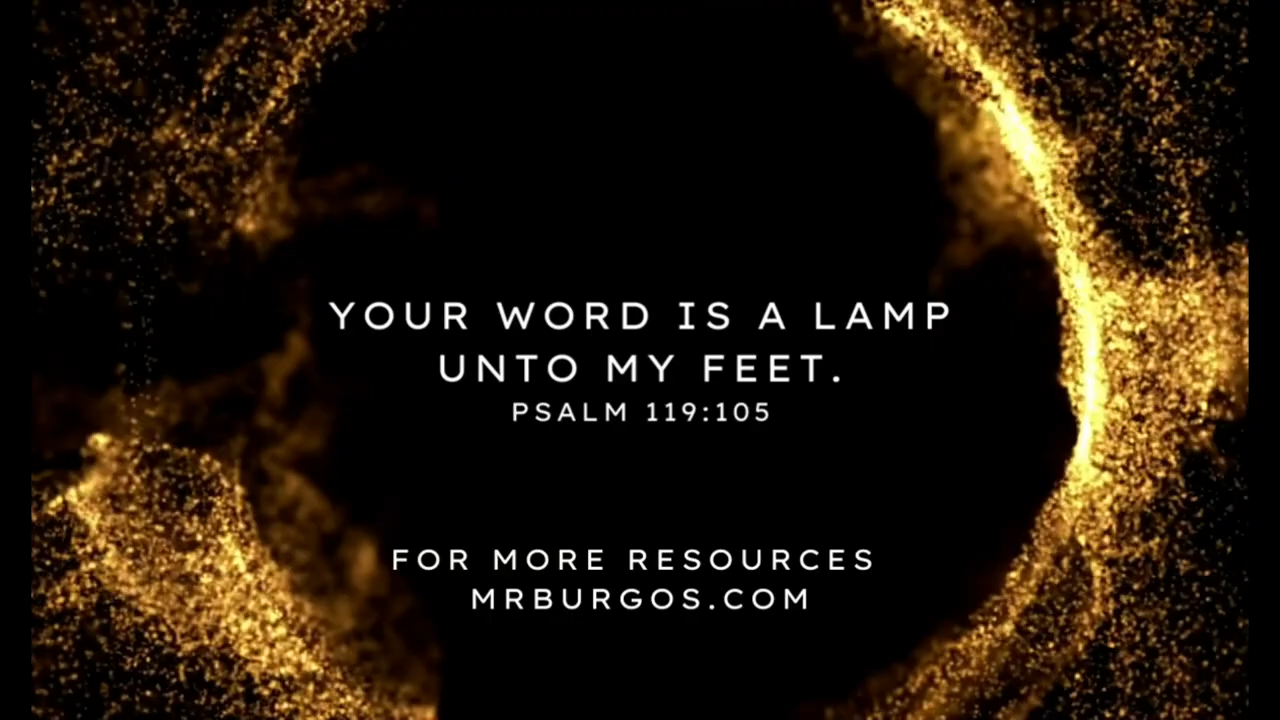 YOUR WORD IS A LAMP
UNTO MY FEET.
PSALM 119:105
FOR MORE RESOURCES
MRBURGOS.COM